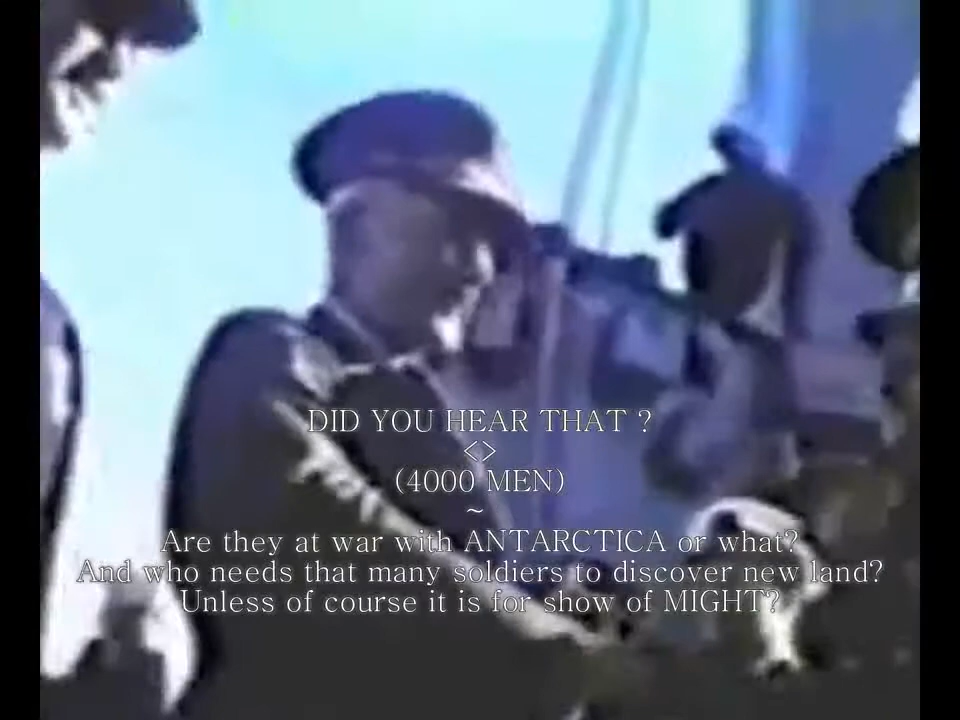 DID YOU HEAR THAT ?
<>
(4000 MEN)
~
Are they at war with ANTARCTICA or what?
And who needs that many soldiers to discover new land?
Unless of course it is for show of MIGHT?